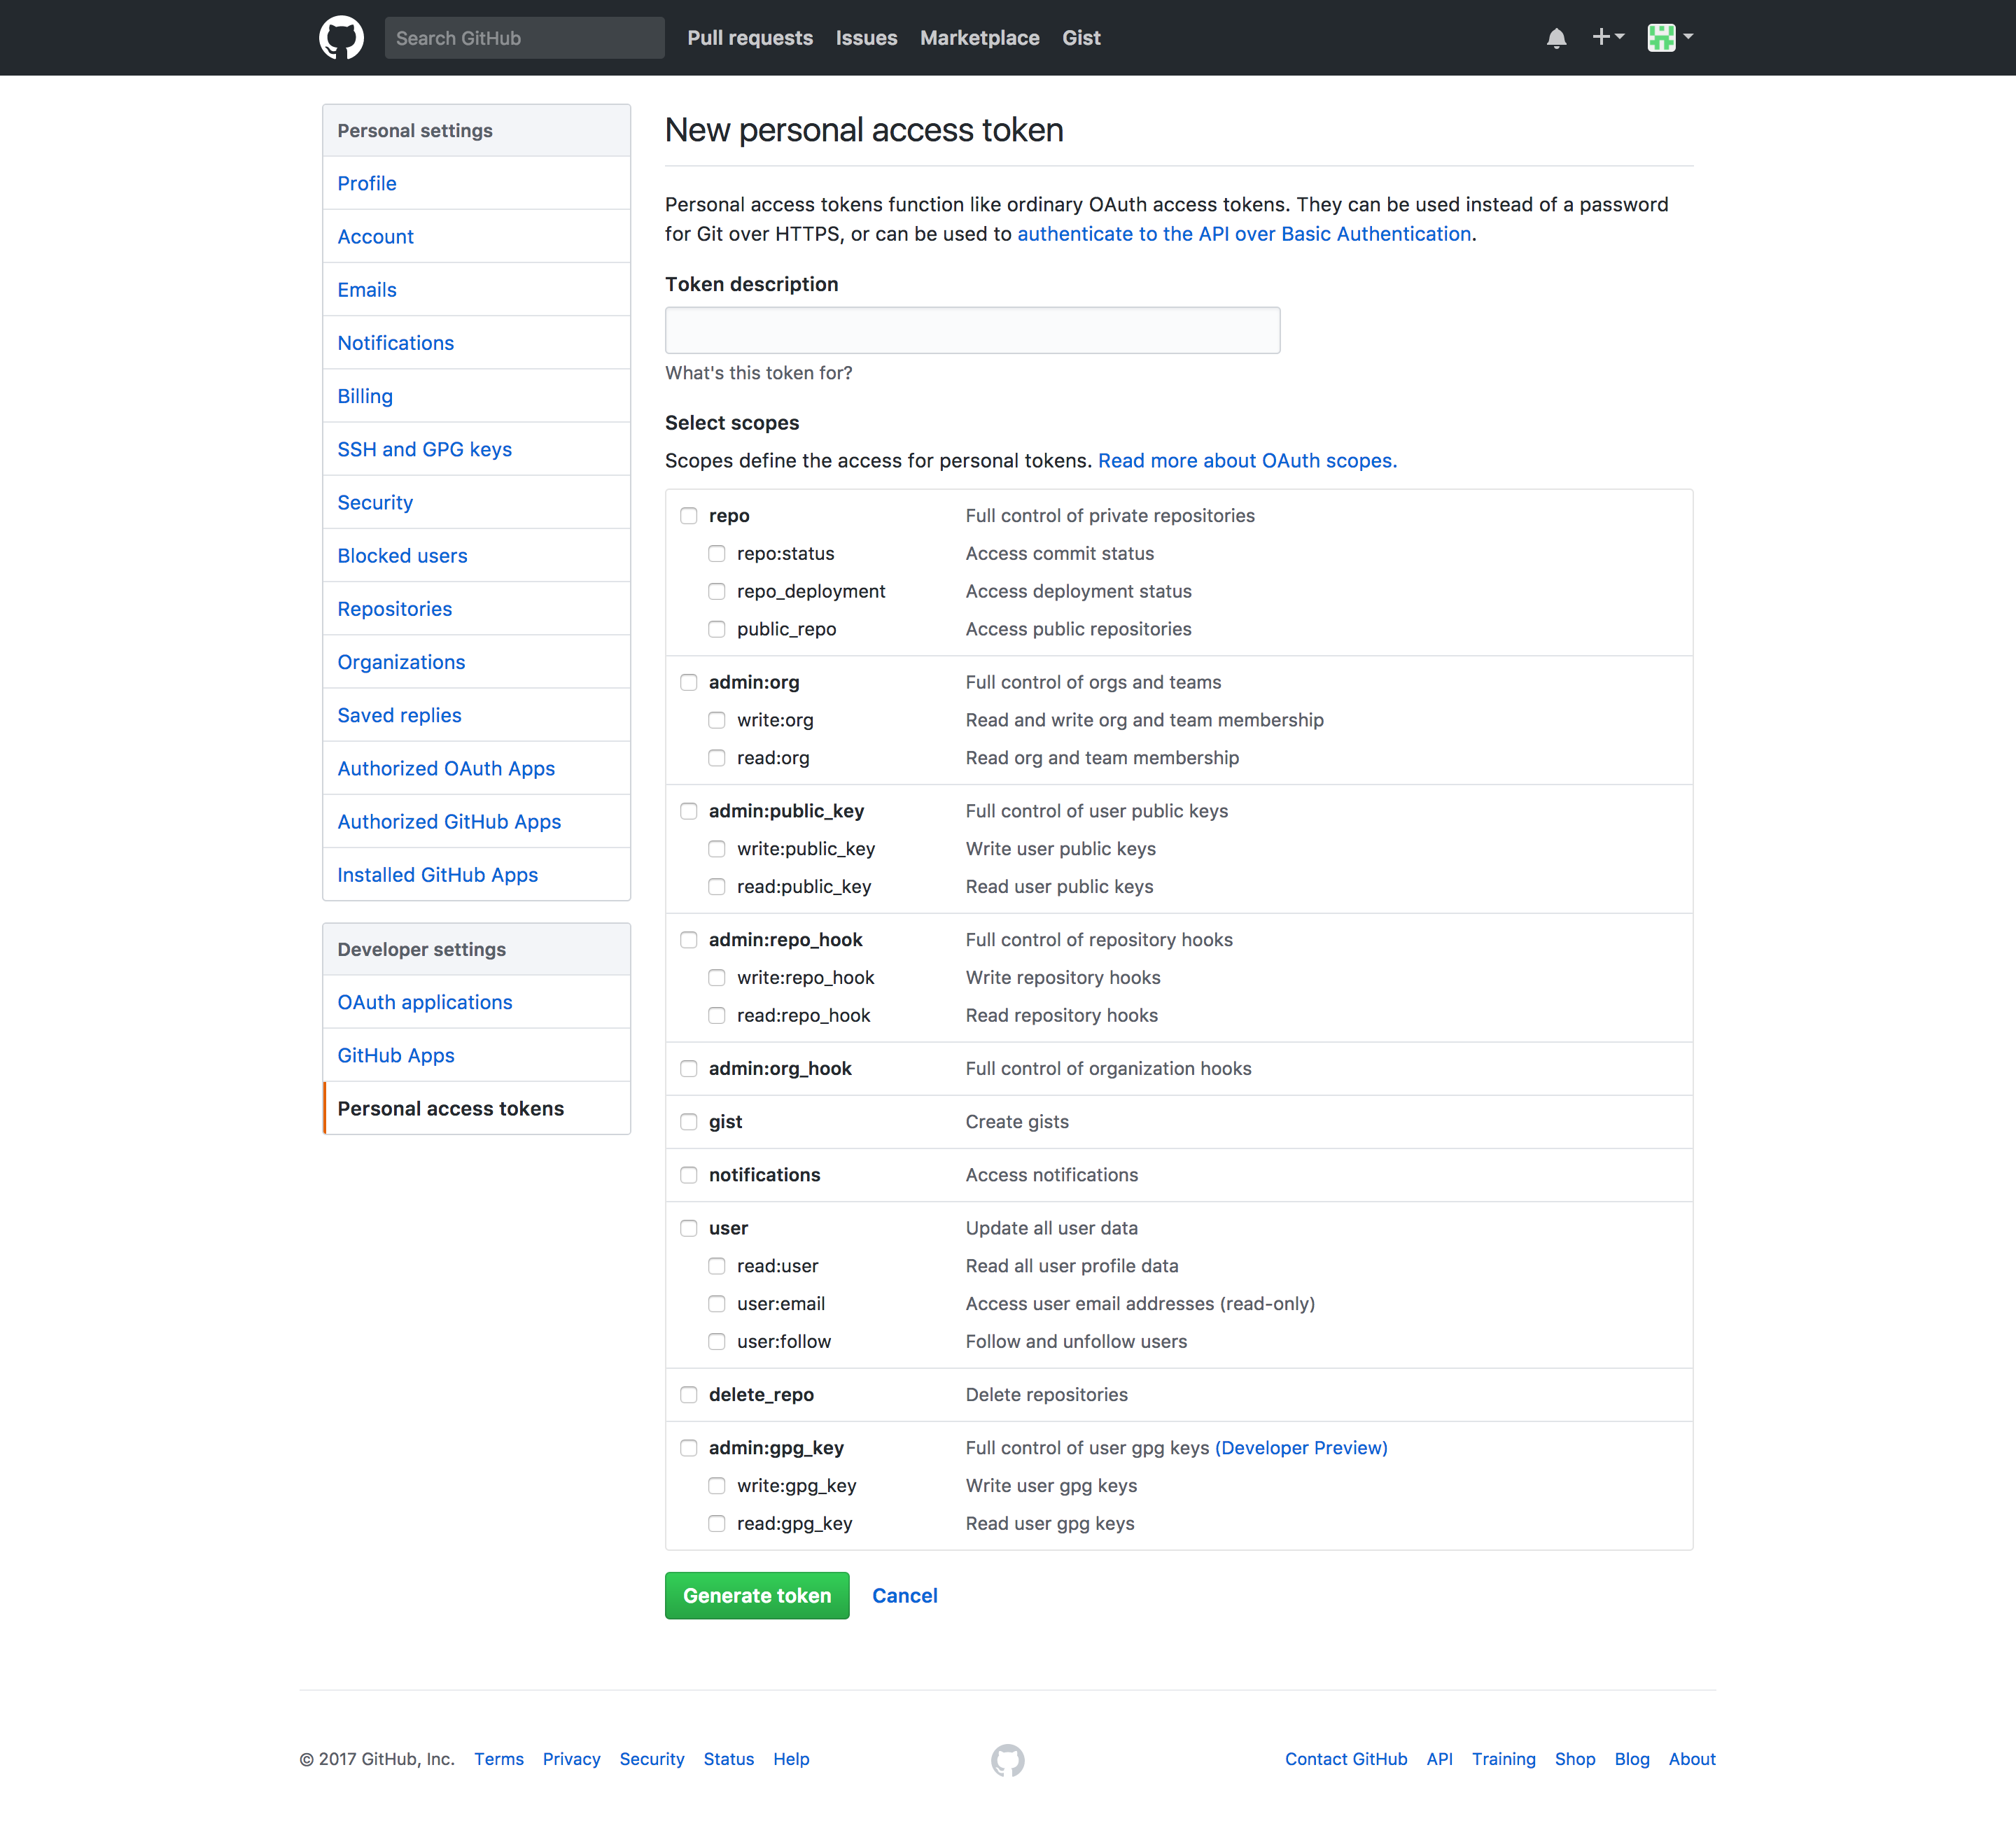 Search GitHub Pull requests Issues Marketplace Gist
Personal settings
Profile
Account
Emails
Notifications
Billing
SSH and GPG keys
Security
Blocked users
Repositories
Organizations
Saved replies
Authorized OAuth Apps
Authorized GitHub Apps
Installed GitHub Apps
Developer settings
OAuth applications
GitHub Apps
Personal access tokens
New personal access token
Personal access tokens function like ordinary OAuth access tokens. They can be used instead of a password
for Git over HTTPS, or can be used to authenticate to the API over Basic Authentication.
Token description
What's this token for?
Select scopes
Scopes define the access for personal tokens. Read more about OAuth scopes.
repo Full control of private repositories
repo:status Access commit status
repo_deployment Access deployment status
public_repo Access public repositories
admin:org Full control of orgs and teams
write:org Read and write org and team membership
read:org Read org and team membership
admin:public_key Full control of user public keys
write:public_key Write user public keys
read:public_key Read user public keys
admin:repo_hook Full control of repository hooks
write:repo_hook Write repository hooks
read:repo_hook Read repository hooks
admin:org_hook Full control of organization hooks
gist Create gists
notifications Access notifications
user Update all user data
read:user Read all user profile data
user:email Access user email addresses (read-only)
user:follow Follow and unfollow users
delete_repo Delete repositories
admin:gpg_key Full control of user gpg keys (Developer Preview)
write:gpg_key Write user gpg keys
read:gpg_key Read user gpg keys
Generate token Cancel
© 2017 GitHub, Inc. Terms Privacy Security Status Help Contact GitHub API Training Shop Blog About